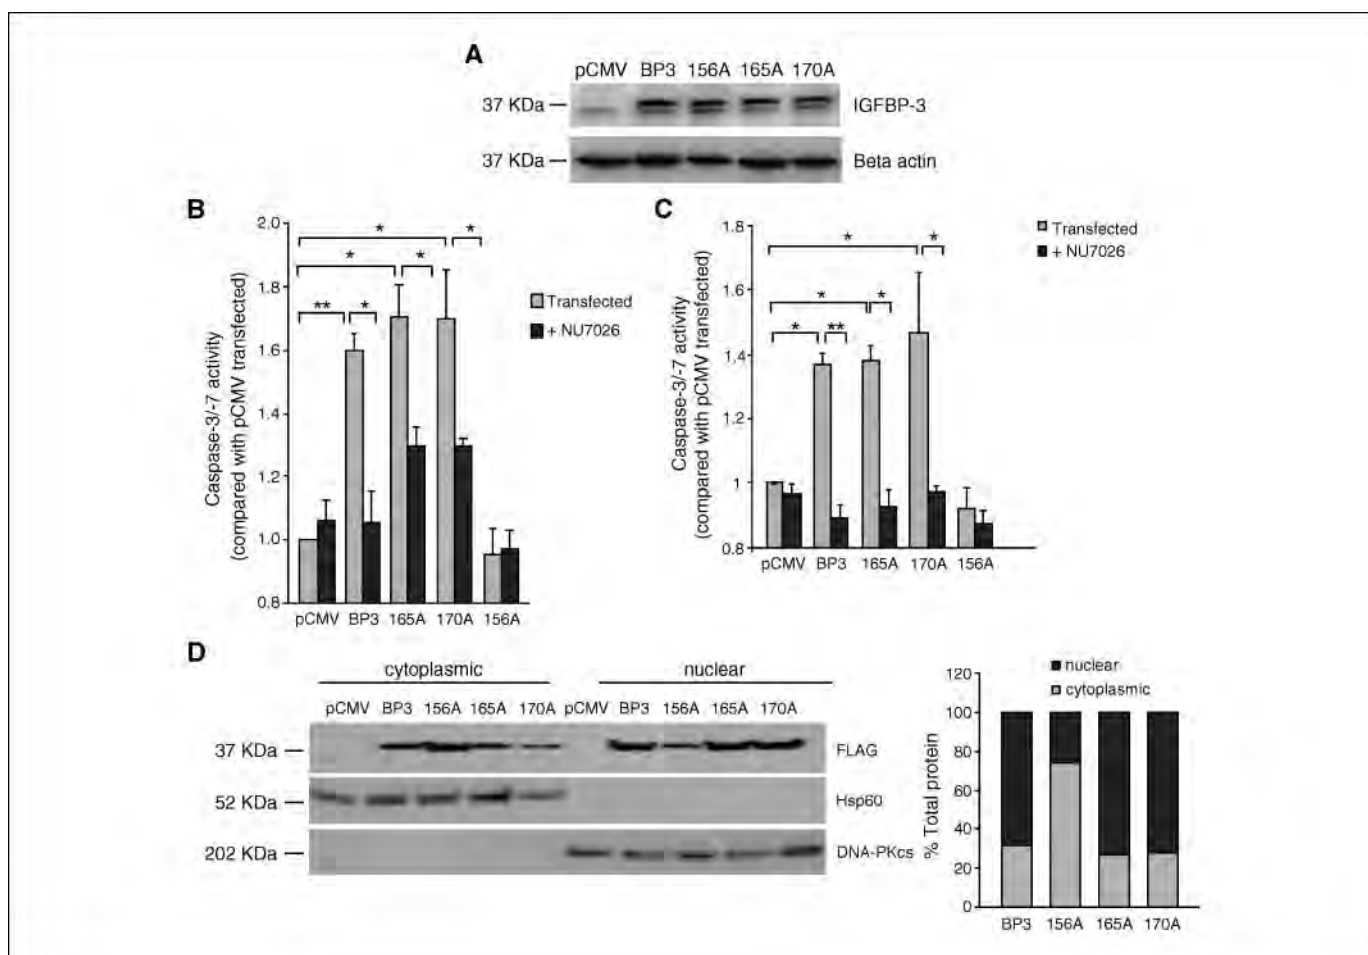 A
pCMV BP3 156A 165A 170A
37 KDa
IGFBP-3
37 KDa
Beta actin
B
Caspase-3/-7 activity
(compared with pCMV transfected)
2.0
1.8
1.6
1.4
1.2
1.0
0.8
* * * * ** *
Transfected
+ NU7026
pCMV BP3 165A 170A 156A
C
Caspase-3/-7 activity
(compared with pCMV transfected)
1.8
1.6
1.4
1
0.8
* * * * * **
Transfected
+ NU7026
pCMV BP3 165A 170A 156A
D
cytoplasmic nuclear
pCMV BP3 156A 165A 170A pCMV BP3 156A 165A 170A
37 KDa
FLAG
52 KDa
Hsp60
202 KDa
DNA-PKcs
nuclear
cytoplasmic
% Total protein
120
100
80
60
40
20
0
BP3 156A 165A 170A